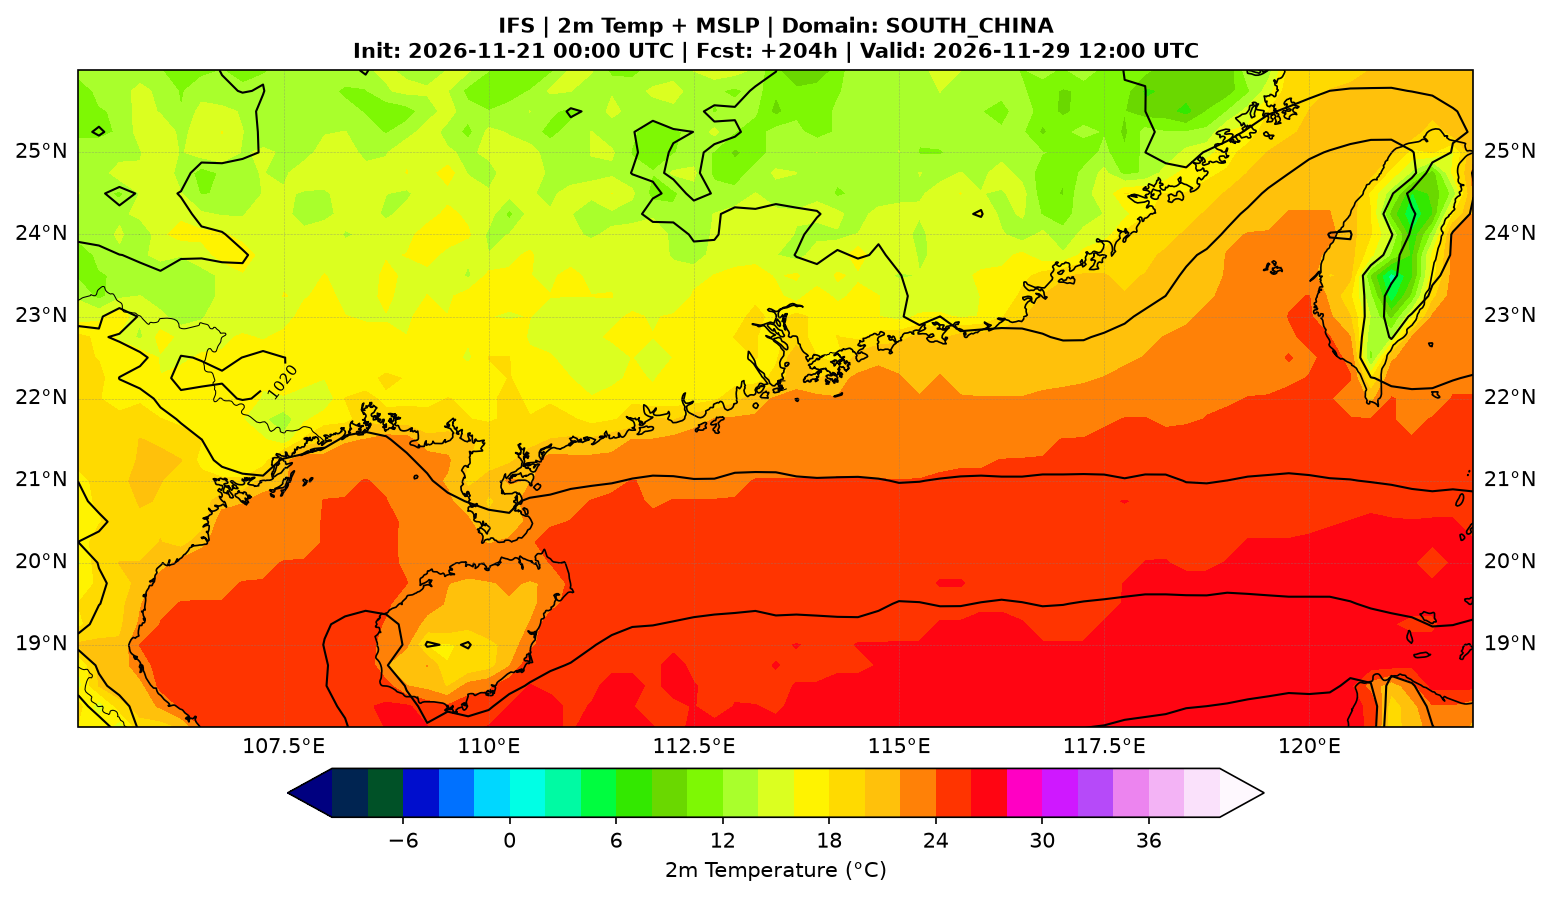 IFS | 2m Temp + MSLP | Domain: SOUTH_CHINA
Init: 2026-11-21 00:00 UTC | Fcst: +204h | Valid: 2026-11-29 12:00 UTC
25°N 25°N
24°N 24°N
23°N 23°N
22°N 1020 22°N
21°N 21°N
20°N 20°N
19°N 19°N
107.5°E 110°E 112.5°E 115°E 117.5°E 120°E
−6 0 6 12 18 24 30 36
2m Temperature (°C)